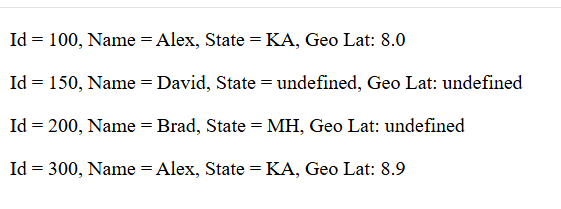 Id = 100, Name = Alex, State = KA, Geo Lat: 8.0
Id = 150, Name = David, State = undefined, Geo Lat: undefined
Id = 200, Name = Brad, State = MH, Geo Lat: undefined
Id = 300, Name = Alex, State = KA, Geo Lat: 8.9